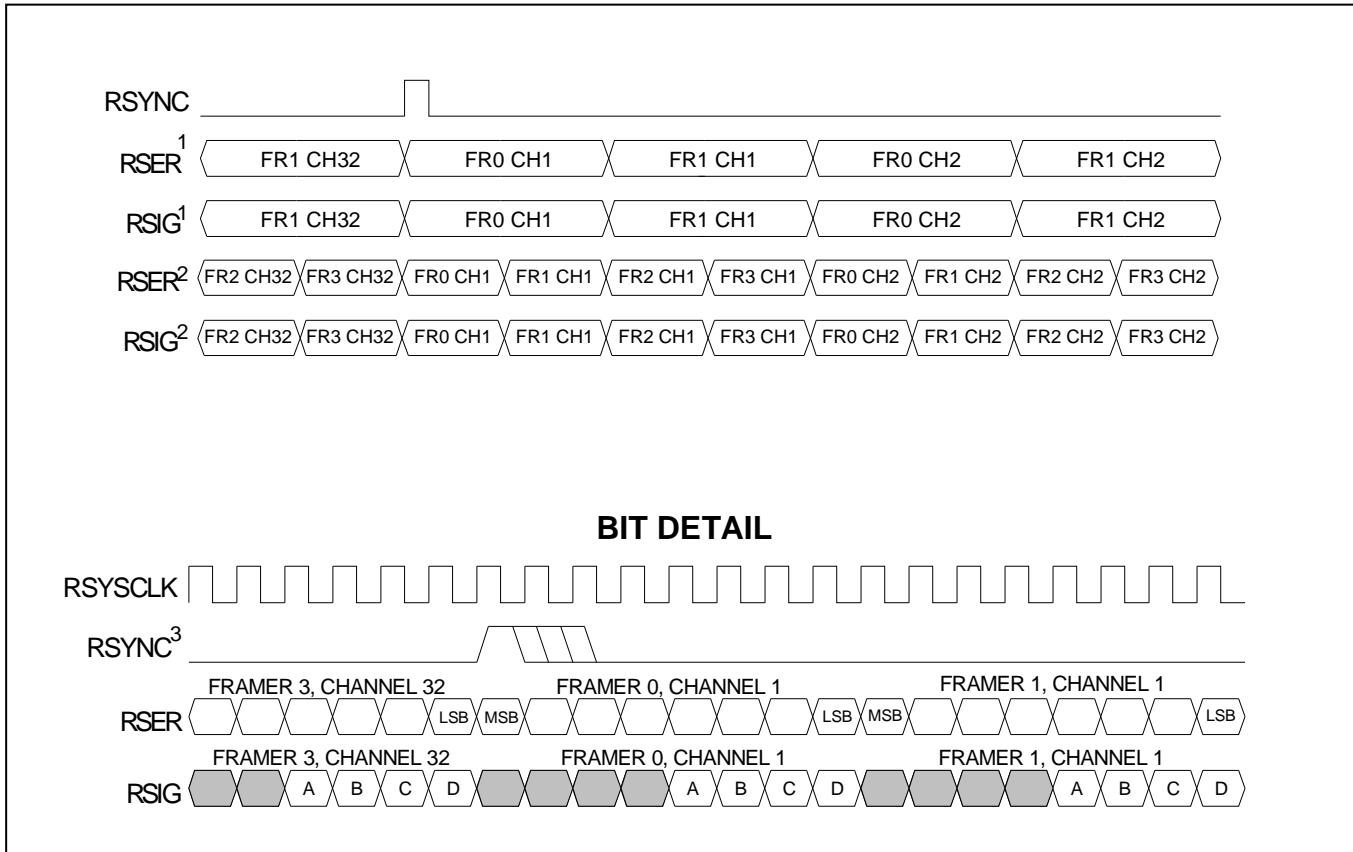 RSYNC
RSER¹ FR1 CH32 FR0 CH1 FR1 CH1 FR0 CH2 FR1 CH2
RSIG¹ FR1 CH32 FR0 CH1 FR1 CH1 FR0 CH2 FR1 CH2
RSER² FR2 CH32 FR3 CH32 FR0 CH1 FR1 CH1 FR2 CH1 FR3 CH1 FR0 CH2 FR1 CH2 FR2 CH2 FR3 CH2
RSIG² FR2 CH32 FR3 CH32 FR0 CH1 FR1 CH1 FR2 CH1 FR3 CH1 FR0 CH2 FR1 CH2 FR2 CH2 FR3 CH2
BIT DETAIL
RSYSCLK
RSYNC³
FRAMER 3, CHANNEL 32 FRAMER 0, CHANNEL 1 FRAMER 1, CHANNEL 1
RSER LSB MSB LSB MSB LSB
FRAMER 3, CHANNEL 32 FRAMER 0, CHANNEL 1 FRAMER 1, CHANNEL 1
RSIG A B C D A B C D A B C D